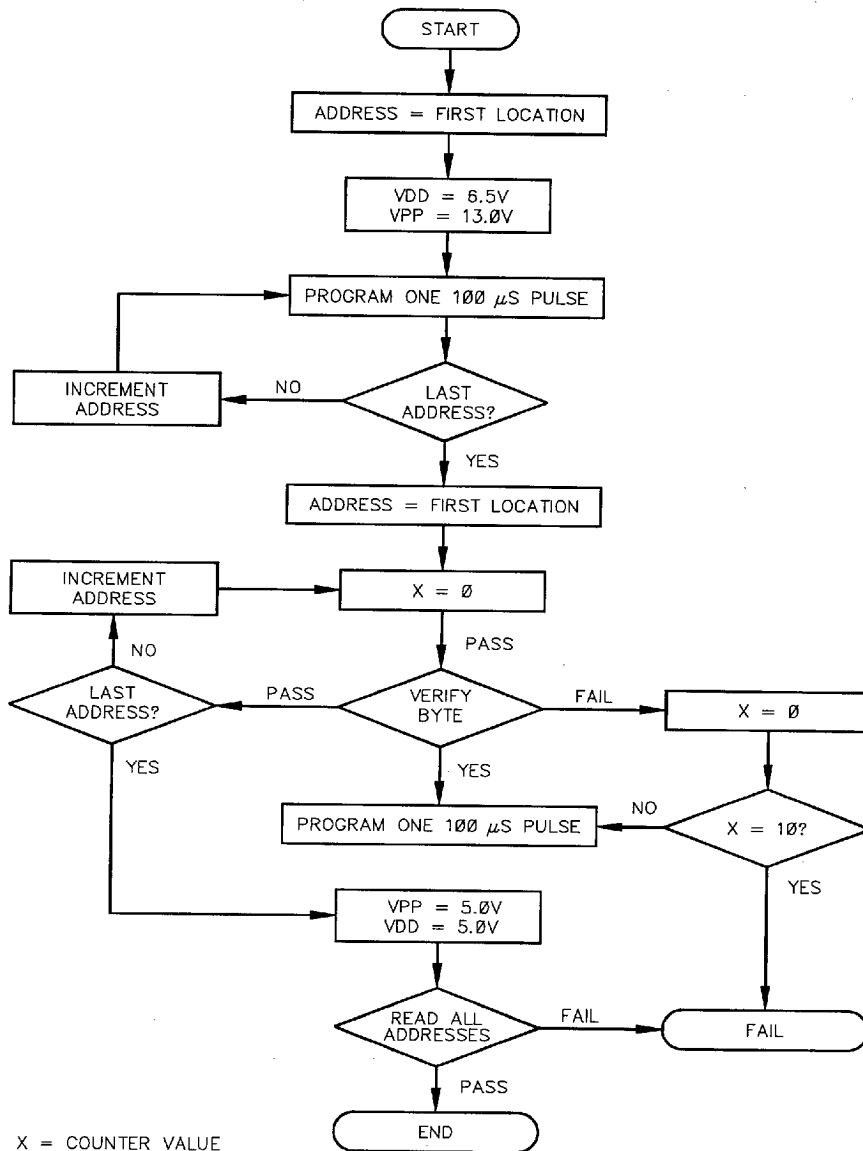 START
ADDRESS = FIRST LOCATION
VDD = 6.5V
VPP = 13.0V
PROGRAM ONE 100 µS PULSE
INCREMENT
ADDRESS
NO
LAST
ADDRESS?
YES
ADDRESS = FIRST LOCATION
INCREMENT
ADDRESS
X = 0
NO
PASS
LAST
ADDRESS?
PASS
VERIFY
BYTE
FAIL
X = 0
YES
YES
PROGRAM ONE 100 µS PULSE
NO
X = 10?
YES
VPP = 5.0V
VDD = 5.0V
READ ALL
ADDRESSES
FAIL
FAIL
PASS
END
X = COUNTER VALUE